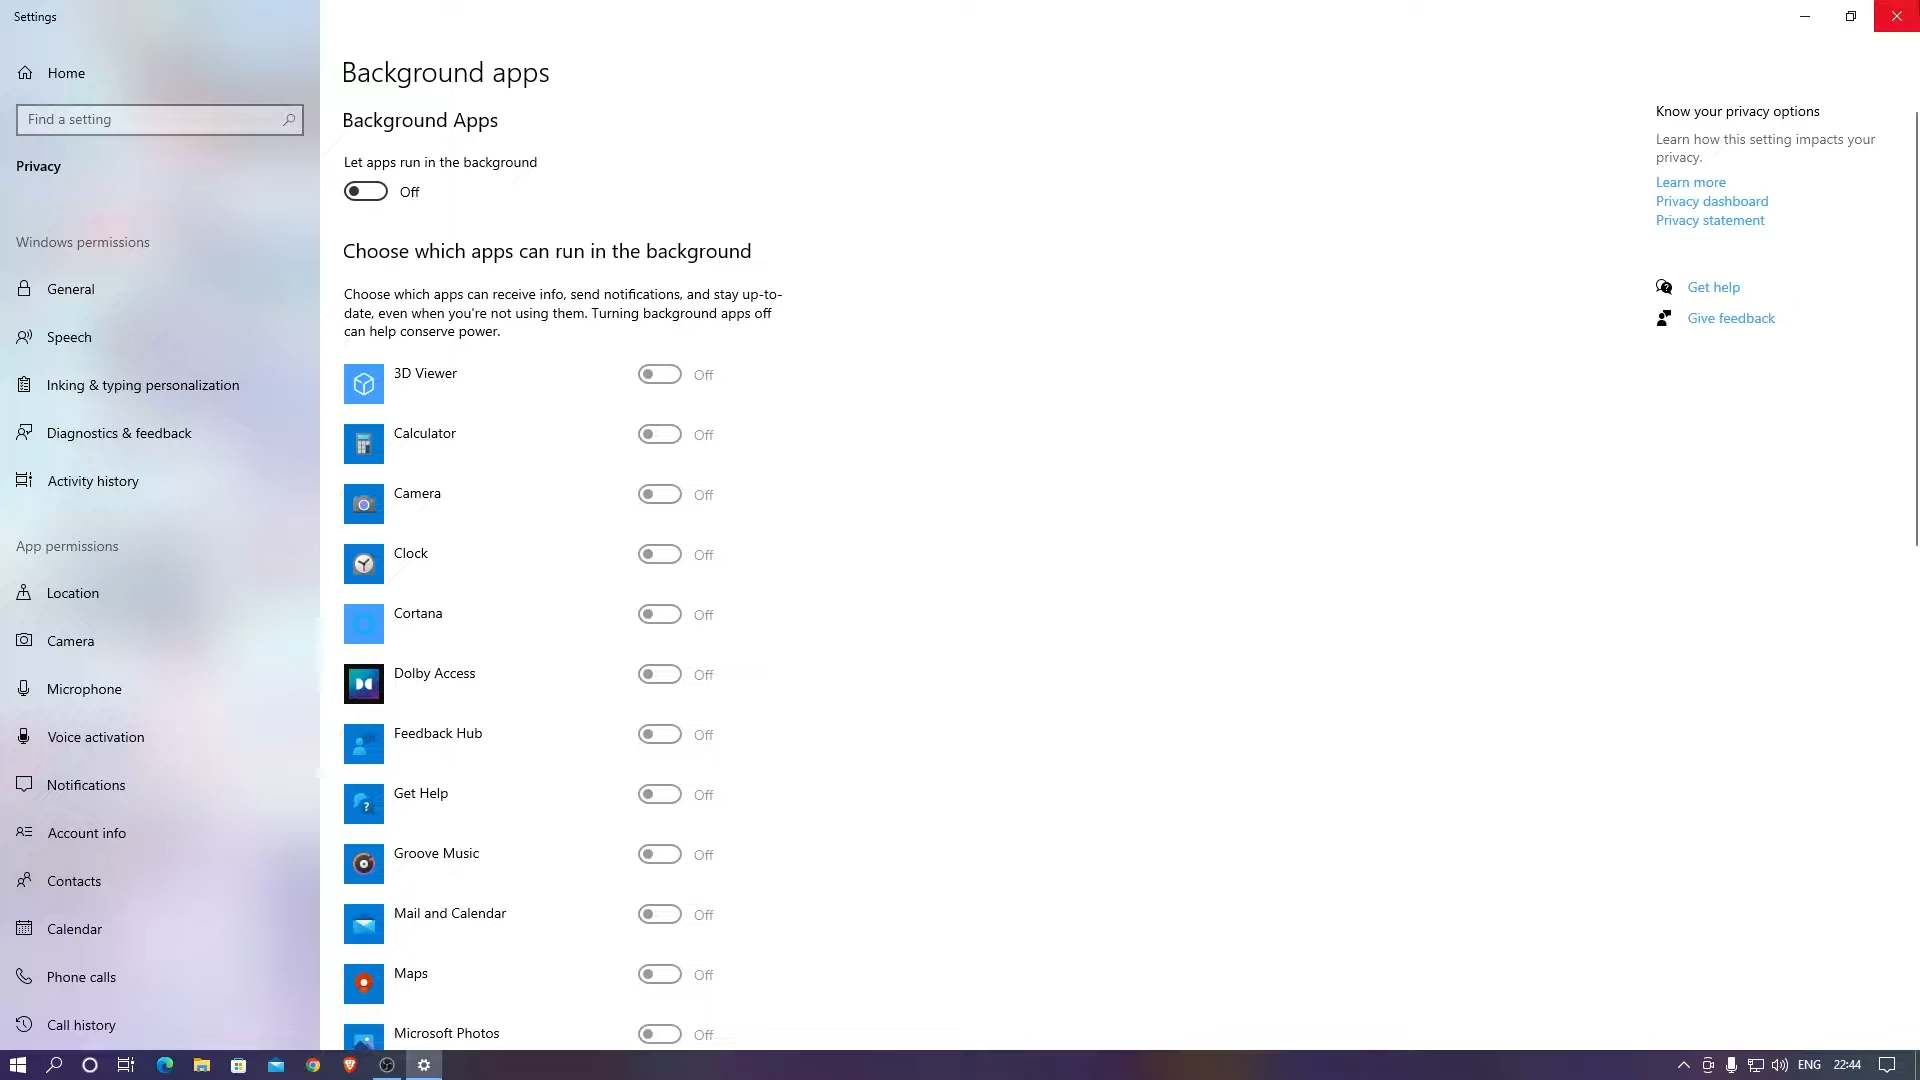 Settings
Home
Find a setting
Privacy
Windows permissions
General
Speech
Inking & typing personalization
Diagnostics & feedback
Activity history
App permissions
Location
Camera
Microphone
Voice activation
Notifications
Account info
Contacts
Calendar
Phone calls
Call history
Background apps
Background Apps
Let apps run in the background
Off
Choose which apps can run in the background
Choose which apps can receive info, send notifications, and stay up-to-
date, even when you're not using them. Turning background apps off
can help conserve power.
3D Viewer Off
Calculator Off
Camera Off
Clock Off
Cortana Off
Dolby Access Off
Feedback Hub Off
Get Help Off
Groove Music Off
Mail and Calendar Off
Maps Off
Microsoft Photos Off
Know your privacy options
Learn how this setting impacts your
privacy.
Learn more
Privacy dashboard
Privacy statement
Get help
Give feedback
ENG 22:44